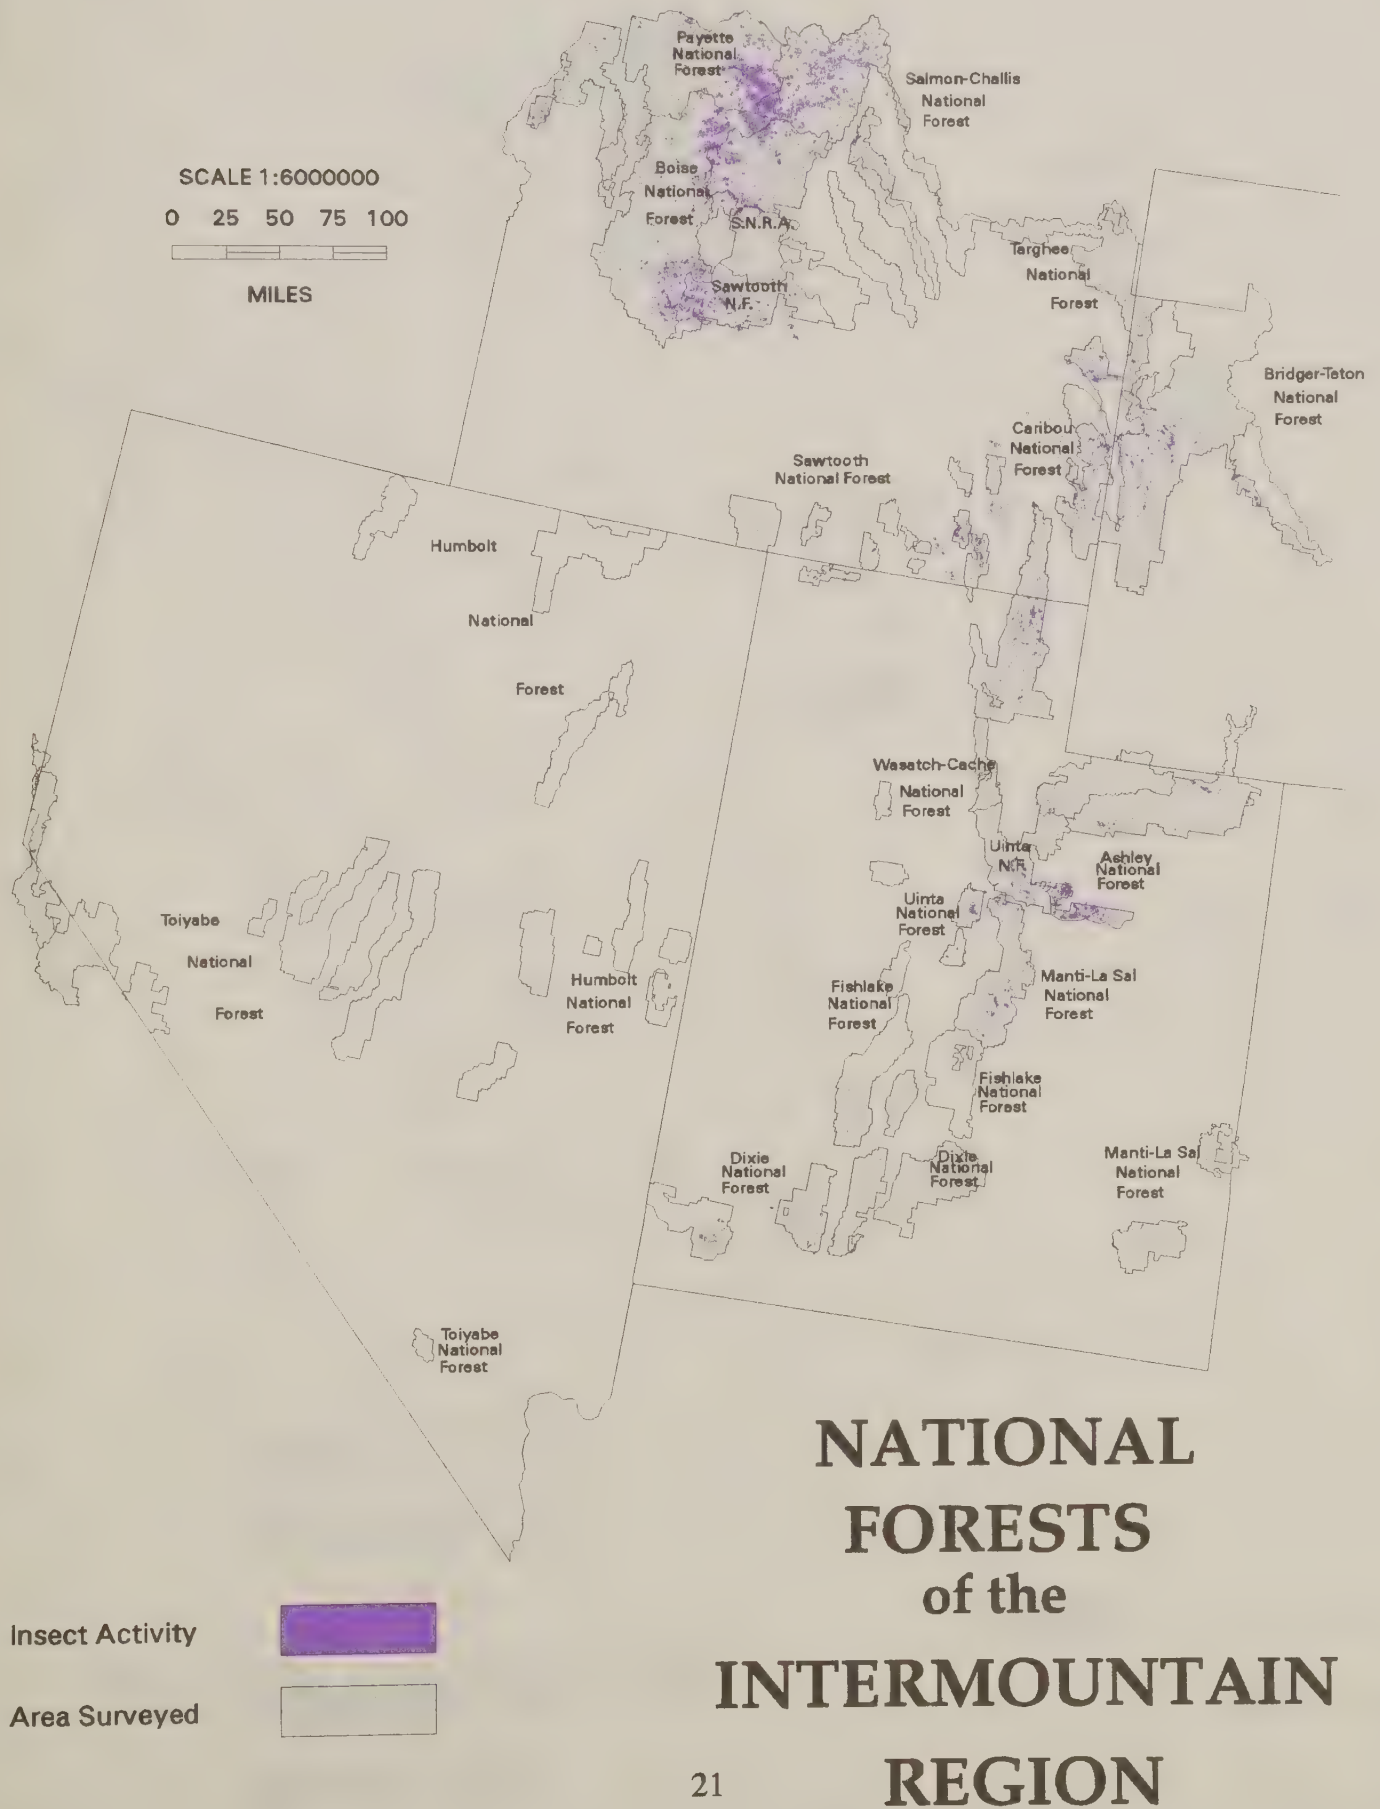 Payette
National
Forest
Salmon-Challis
National
Forest
SCALE 1:6000000
0 25 50 75 100
MILES
Boise
National
Forest
S.N.R.A.
Sawtooth
N.F.
Targhee
National
Forest
Bridger-Teton
National
Forest
Caribou
National
Forest
Sawtooth
National Forest
Humbolt
National
Forest
Wasatch-Cache
National
Forest
Uinta
N.F.
Ashley
National
Forest
Uinta
National
Forest
Toiyabe
National
Forest
Humbolt
National
Forest
Fishlake
National
Forest
Manti-La Sal
National
Forest
Fishlake
National
Forest
Dixie
National
Forest
Dixie
National
Forest
Manti-La Sal
National
Forest
Toiyabe
National
Forest
NATIONAL
FORESTS
of the
INTERMOUNTAIN
REGION
Insect Activity
Area Surveyed
21